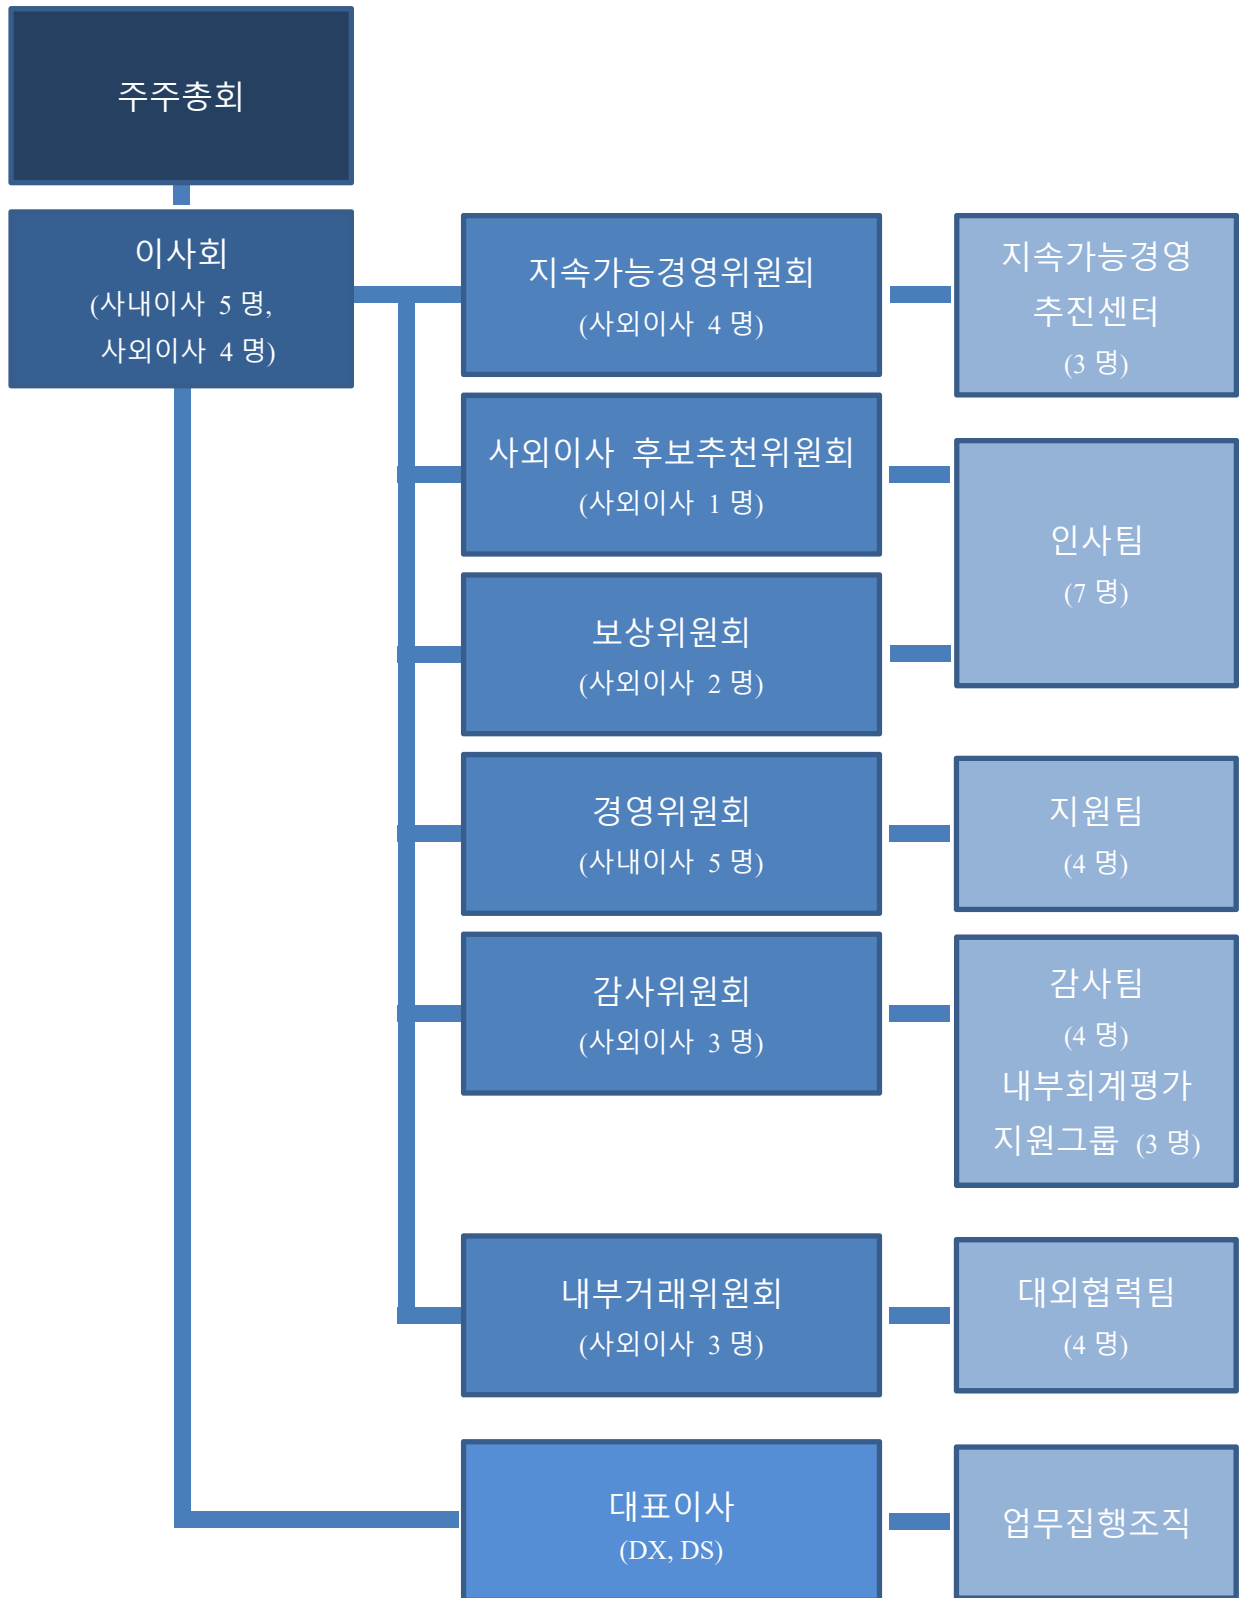 주주총회
이사회
(사내이사 5 명,
사외이사 4 명)
지속가능경영위원회
(사외이사 4 명)
지속가능경영
추진센터
(3 명)
사외이사 후보추천위원회
(사외이사 1 명)
인사팀
(7 명)
보상위원회
(사외이사 2 명)
경영위원회
(사내이사 5 명)
지원팀
(4 명)
감사위원회
(사외이사 3 명)
감사팀
(4 명)
내부회계평가
지원그룹 (3 명)
내부거래위원회
(사외이사 3 명)
대외협력팀
(4 명)
대표이사
(DX, DS)
업무집행조직